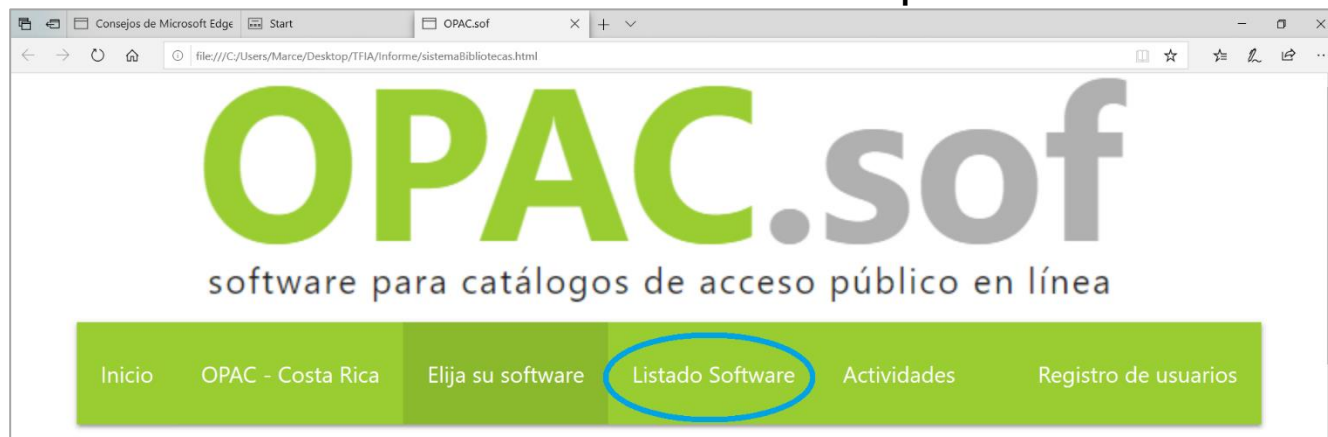 Consejos de Microsoft Edge Start OPAC.sof
file:///C:/Users/Marce/Desktop/TFIA/Informe/sistemaBibliotecas.html
OPAC.sof
software para catálogos de acceso público en línea
Inicio OPAC - Costa Rica Elija su software Listado Software Actividades Registro de usuarios